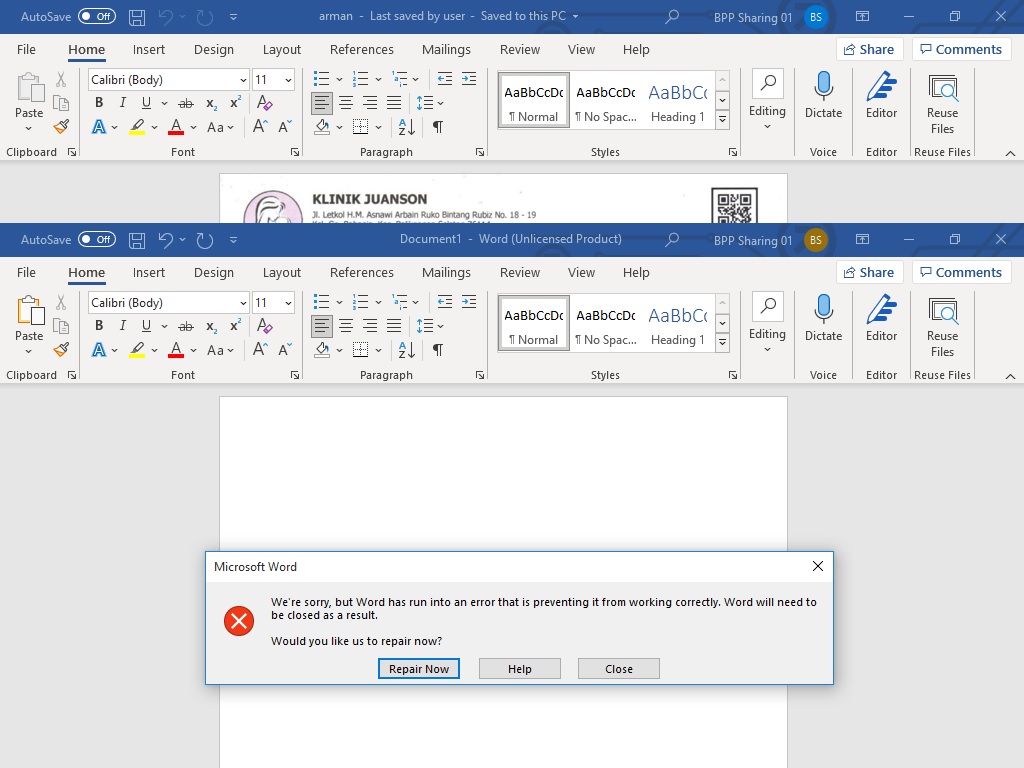 AutoSave Off arman - Last saved by user - Saved to this PC BPP Sharing 01 BS
File Home Insert Design Layout References Mailings Review View Help Share Comments
Calibri (Body) 11
AaBbCcDc AaBbCcDc AaBbCc
B I U ab x₂ x² A
Paste Editing Dictate Editor Reuse Files
¶ Normal ¶ No Spac... Heading 1
A A Aa A A A Z ¶
Clipboard Font Paragraph Styles Voice Editor Reuse Files
KLINIK JUANSON
Jl. Letkol H.M. Asnawi Arbain Ruko Bintang Rubiz No. 18 - 19
AutoSave Off Document1 - Word (Unlicensed Product) BPP Sharing 01 BS
File Home Insert Design Layout References Mailings Review View Help Share Comments
Calibri (Body) 11
AaBbCcDc AaBbCcDc AaBbCc
B I U ab x₂ x² A
Paste Editing Dictate Editor Reuse Files
¶ Normal ¶ No Spac... Heading 1
A A Aa A A A Z ¶
Clipboard Font Paragraph Styles Voice Editor Reuse Files
Microsoft Word
We're sorry, but Word has run into an error that is preventing it from working correctly. Word will need to
be closed as a result.
Would you like us to repair now?
Repair Now Help Close